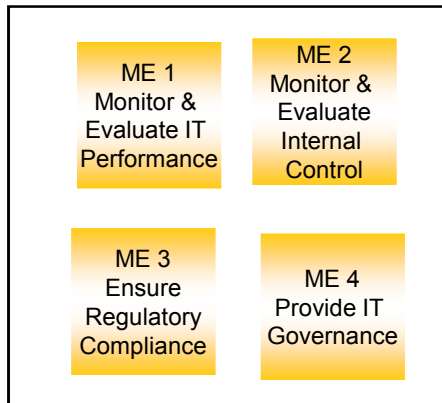 ME 1
Monitor &
Evaluate IT
Performance
ME 2
Monitor &
Evaluate
Internal
Control
ME 3
Ensure
Regulatory
Compliance
ME 4
Provide IT
Governance